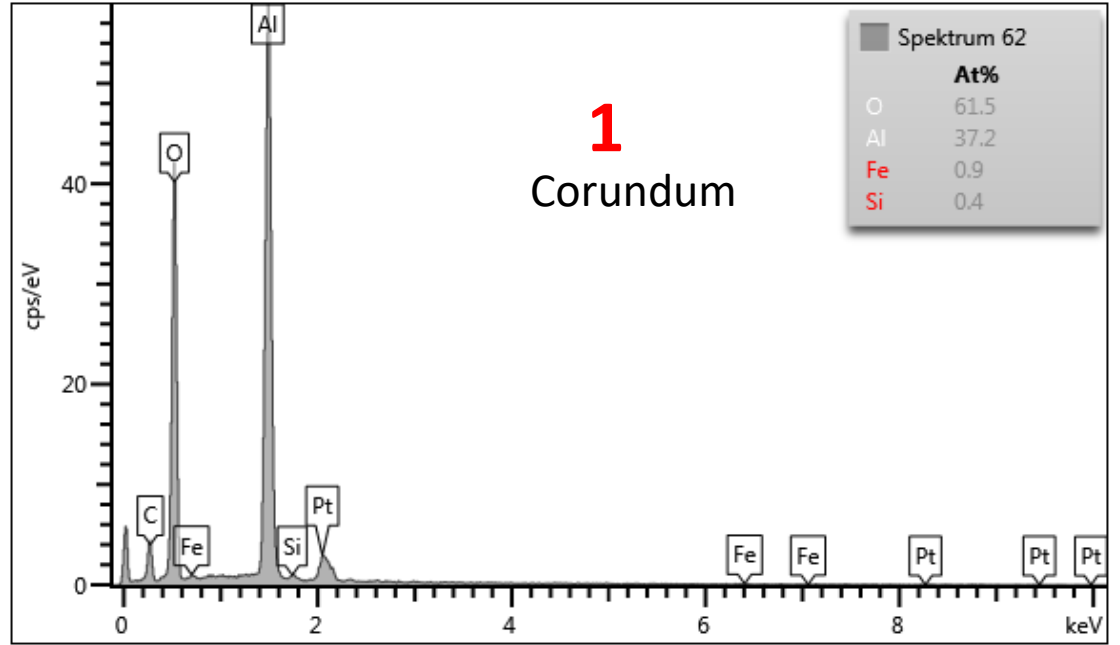 Al
Spektrum 62
At%
O 61.5
Al 37.2
Fe 0.9
Si 0.4
1
Corundum
O
40
cps/eV
20
C
Fe
Si
Pt
Fe
Fe
Pt
Pt
Pt
0
0 2 4 6 8 keV